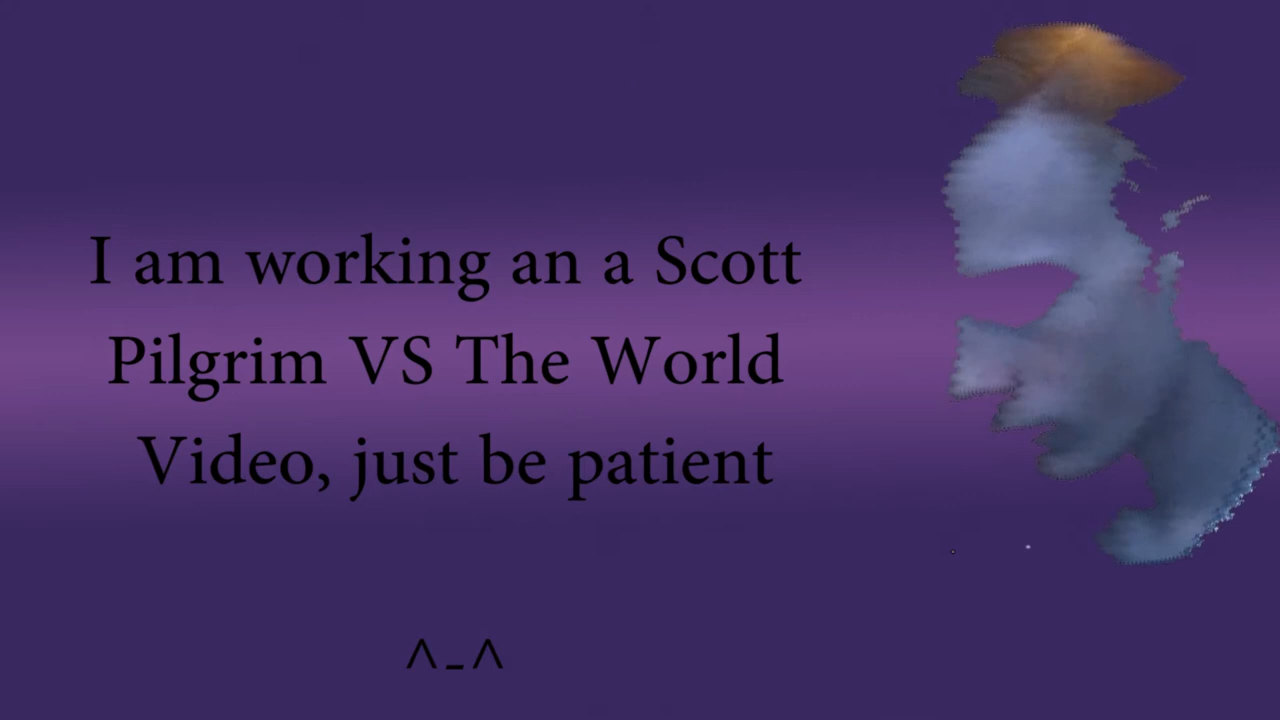 I am working an a Scott
Pilgrim VS The World
Video, just be patient
^-^